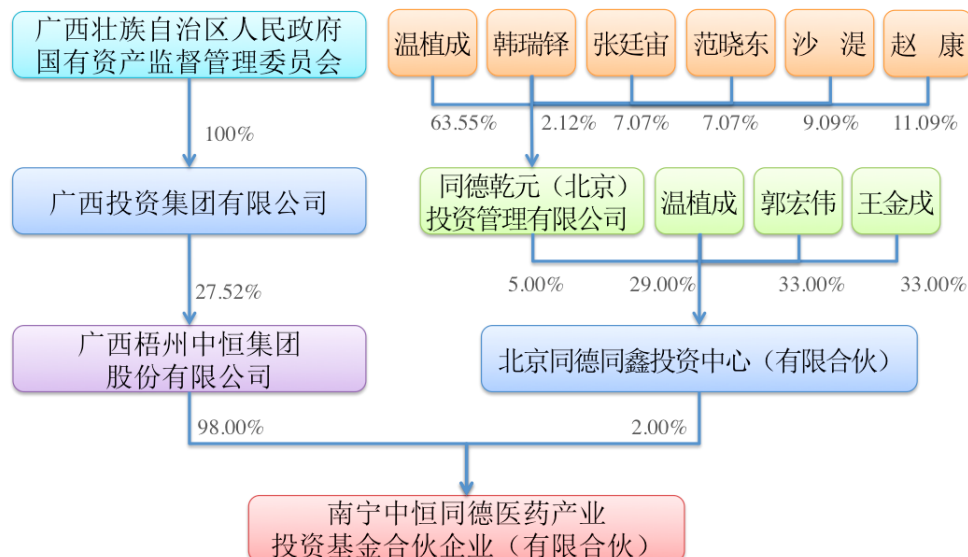 广西壮族自治区人民政府
国有资产监督管理委员会
温植成
韩瑞铎
张廷宙
范晓东
沙 湜
赵 康
100%
63.55%
2.12%
7.07%
7.07%
9.09%
11.09%
广西投资集团有限公司
同德乾元（北京）
投资管理有限公司
温植成
郭宏伟
王金戌
27.52%
5.00%
29.00%
33.00%
33.00%
广西梧州中恒集团
股份有限公司
北京同德同鑫投资中心（有限合伙）
98.00%
2.00%
南宁中恒同德医药产业
投资基金合伙企业（有限合伙）